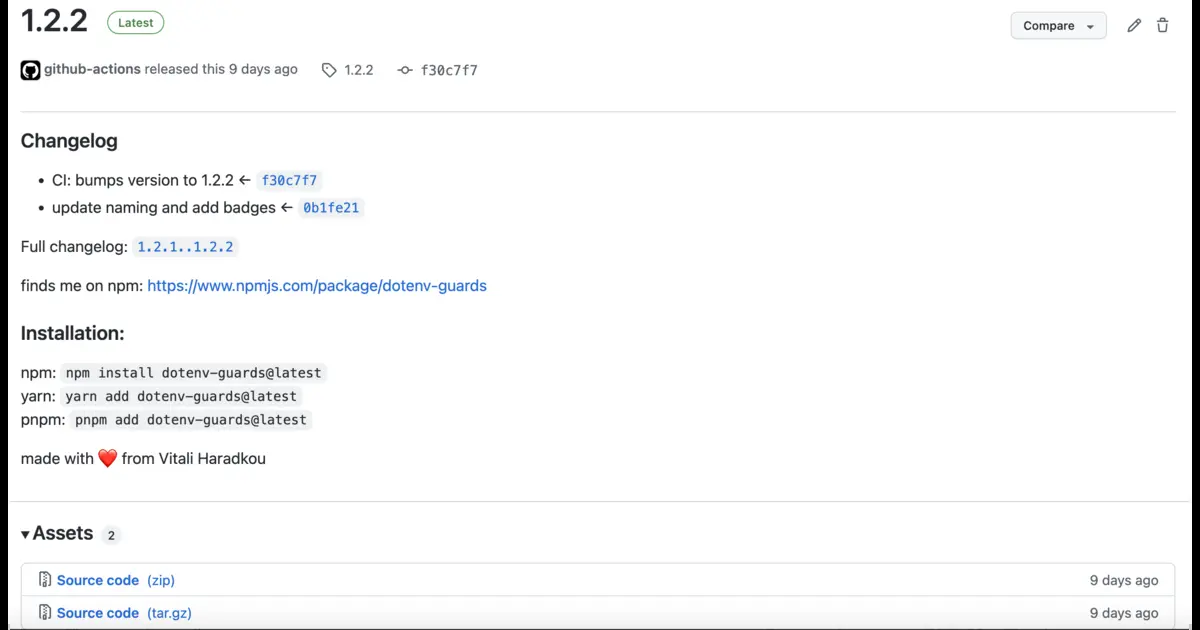 1.2.2 Latest Compare
github-actions released this 9 days ago 1.2.2 f30c7f7
Changelog
• CI: bumps version to 1.2.2 ← f30c7f7
• update naming and add badges ← 0b1fe21
Full changelog: 1.2.1..1.2.2
finds me on npm: https://www.npmjs.com/package/dotenv-guards
Installation:
npm: npm install dotenv-guards@latest
yarn: yarn add dotenv-guards@latest
pnpm: pnpm add dotenv-guards@latest
made with ❤️ from Vitali Haradkou
Assets 2
Source code (zip) 9 days ago
Source code (tar.gz) 9 days ago